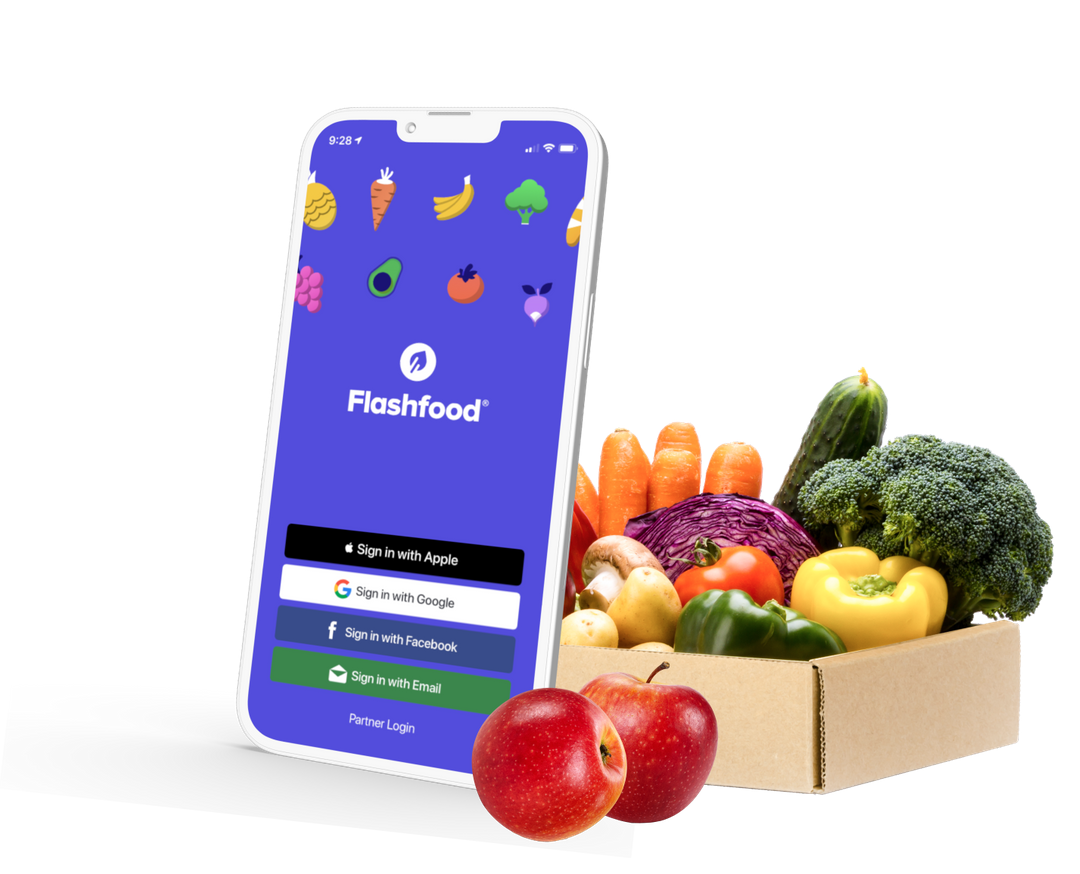 9:28
Flashfood®
Sign in with Apple
Sign in with Google
Sign in with Facebook
Sign in with Email
Partner Login